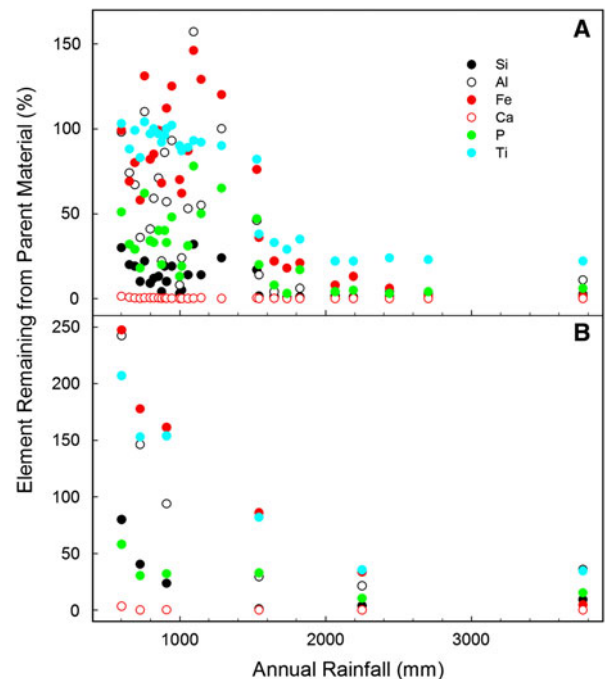 A
Si
Al
Fe
Ca
P
Ti
150
100
50
0
B
250
200
150
100
50
0
1000 2000 3000
Element Remaining from Parent Material (%)
Annual Rainfall (mm)